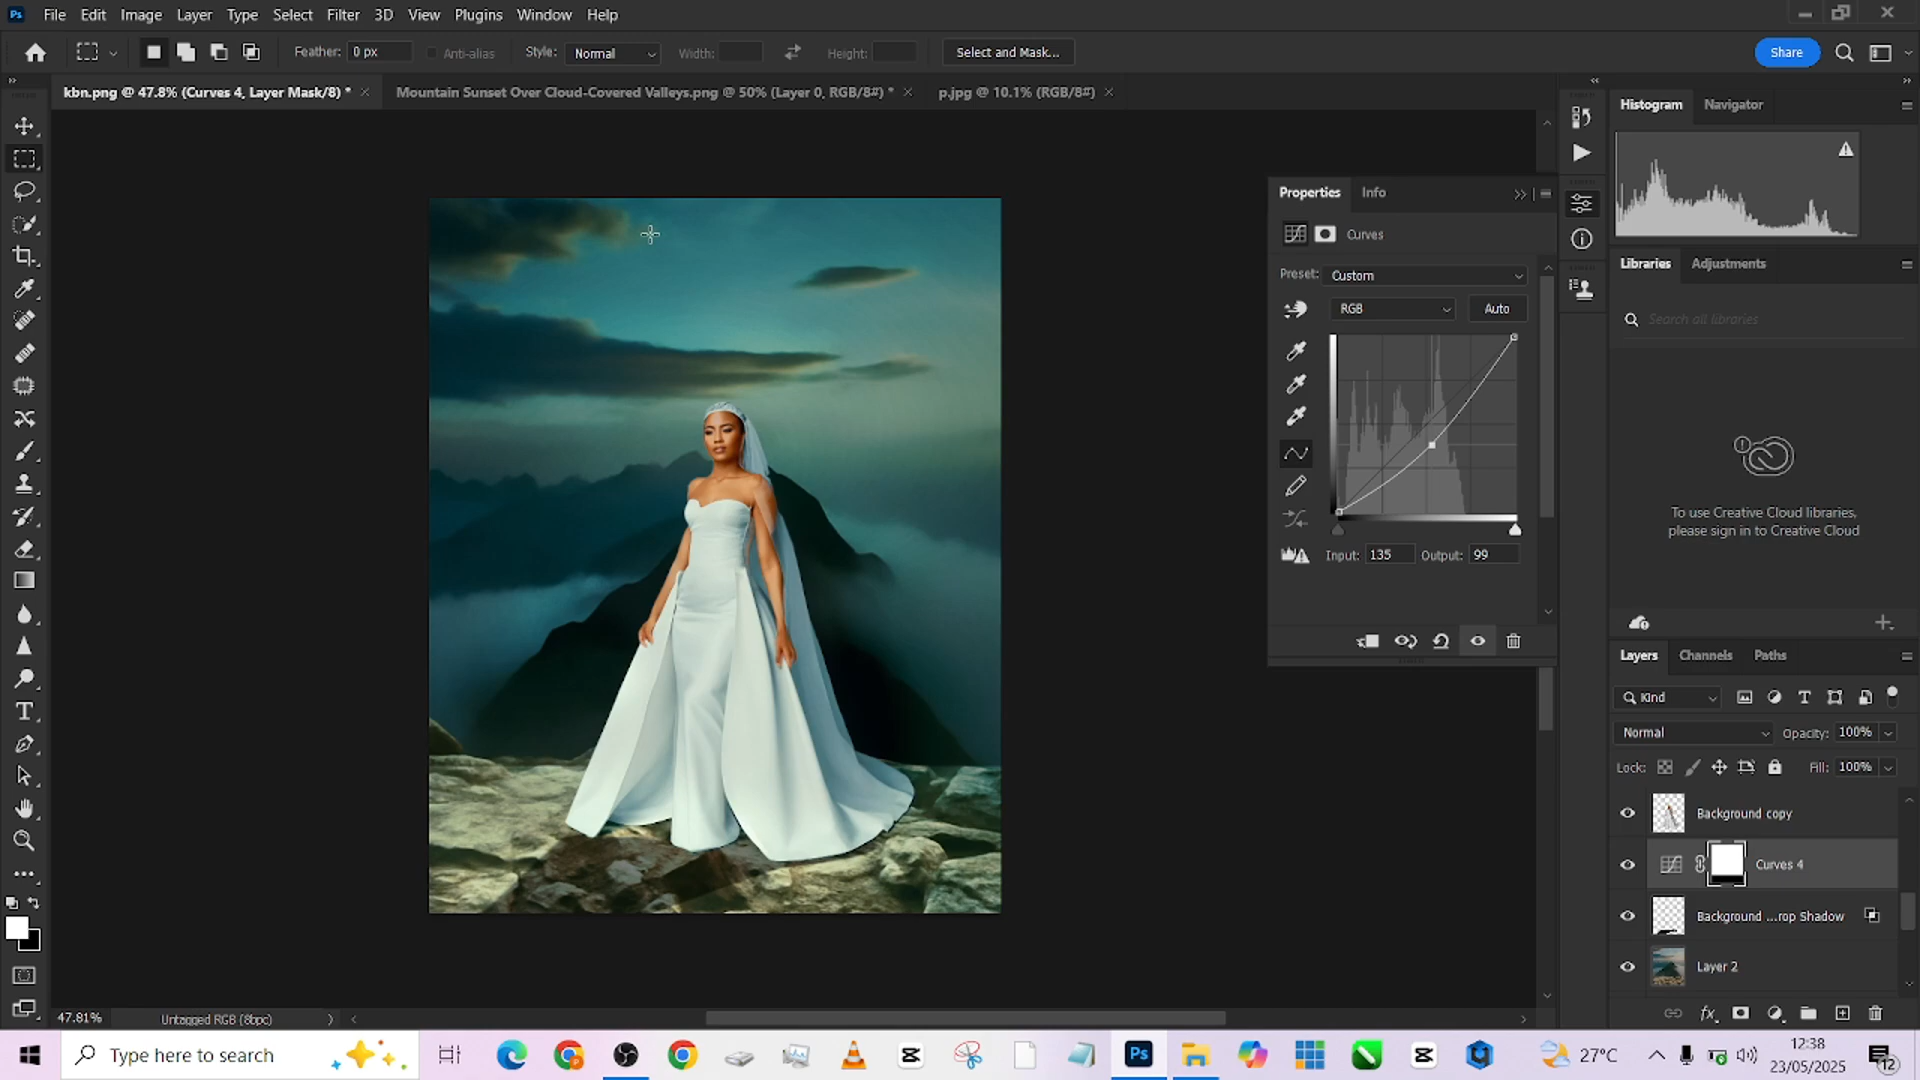 Ps File Edit Image Layer Type Select Filter 3D View Plugins Window Help
Feather: 0 px Anti-alias Style: Normal Width: Height: Select and Mask... Share
kbn.png @ 47.8% (Curves 4, Layer Mask/8) * Mountain Sunset Over Cloud-Covered Valleys.png @ 50% (Layer 0, RGB/8#) * p.jpg @ 10.1% (RGB/8#)
Histogram Navigator
Properties Info
Curves
Preset: Custom
RGB Auto
Input: 135 Output: 99
Libraries Adjustments
Search all libraries
To use Creative Cloud libraries,
please sign in to Creative Cloud
Layers Channels Paths
Kind
Normal Opacity: 100%
Lock: Fill: 100%
Background copy
Curves 4
Background ...rop Shadow
Layer 2
47.81% Untagged RGB (8bpc)
Type here to search
Ps
27°C
12:38
23/05/2025
12